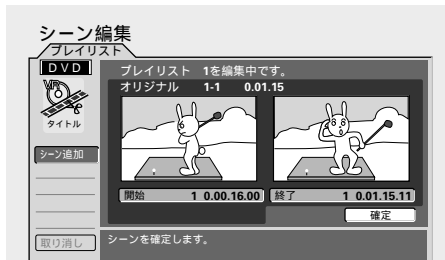 シーン編集
プレイリスト
DVD
プレイリスト 1を編集中です。
オリジナル 1-1 0.01.15
VR
タイトル
シーン追加
開始 1 0.00.16.00
終了 1 0.01.15.11
確定
取り消し
シーンを確定します。